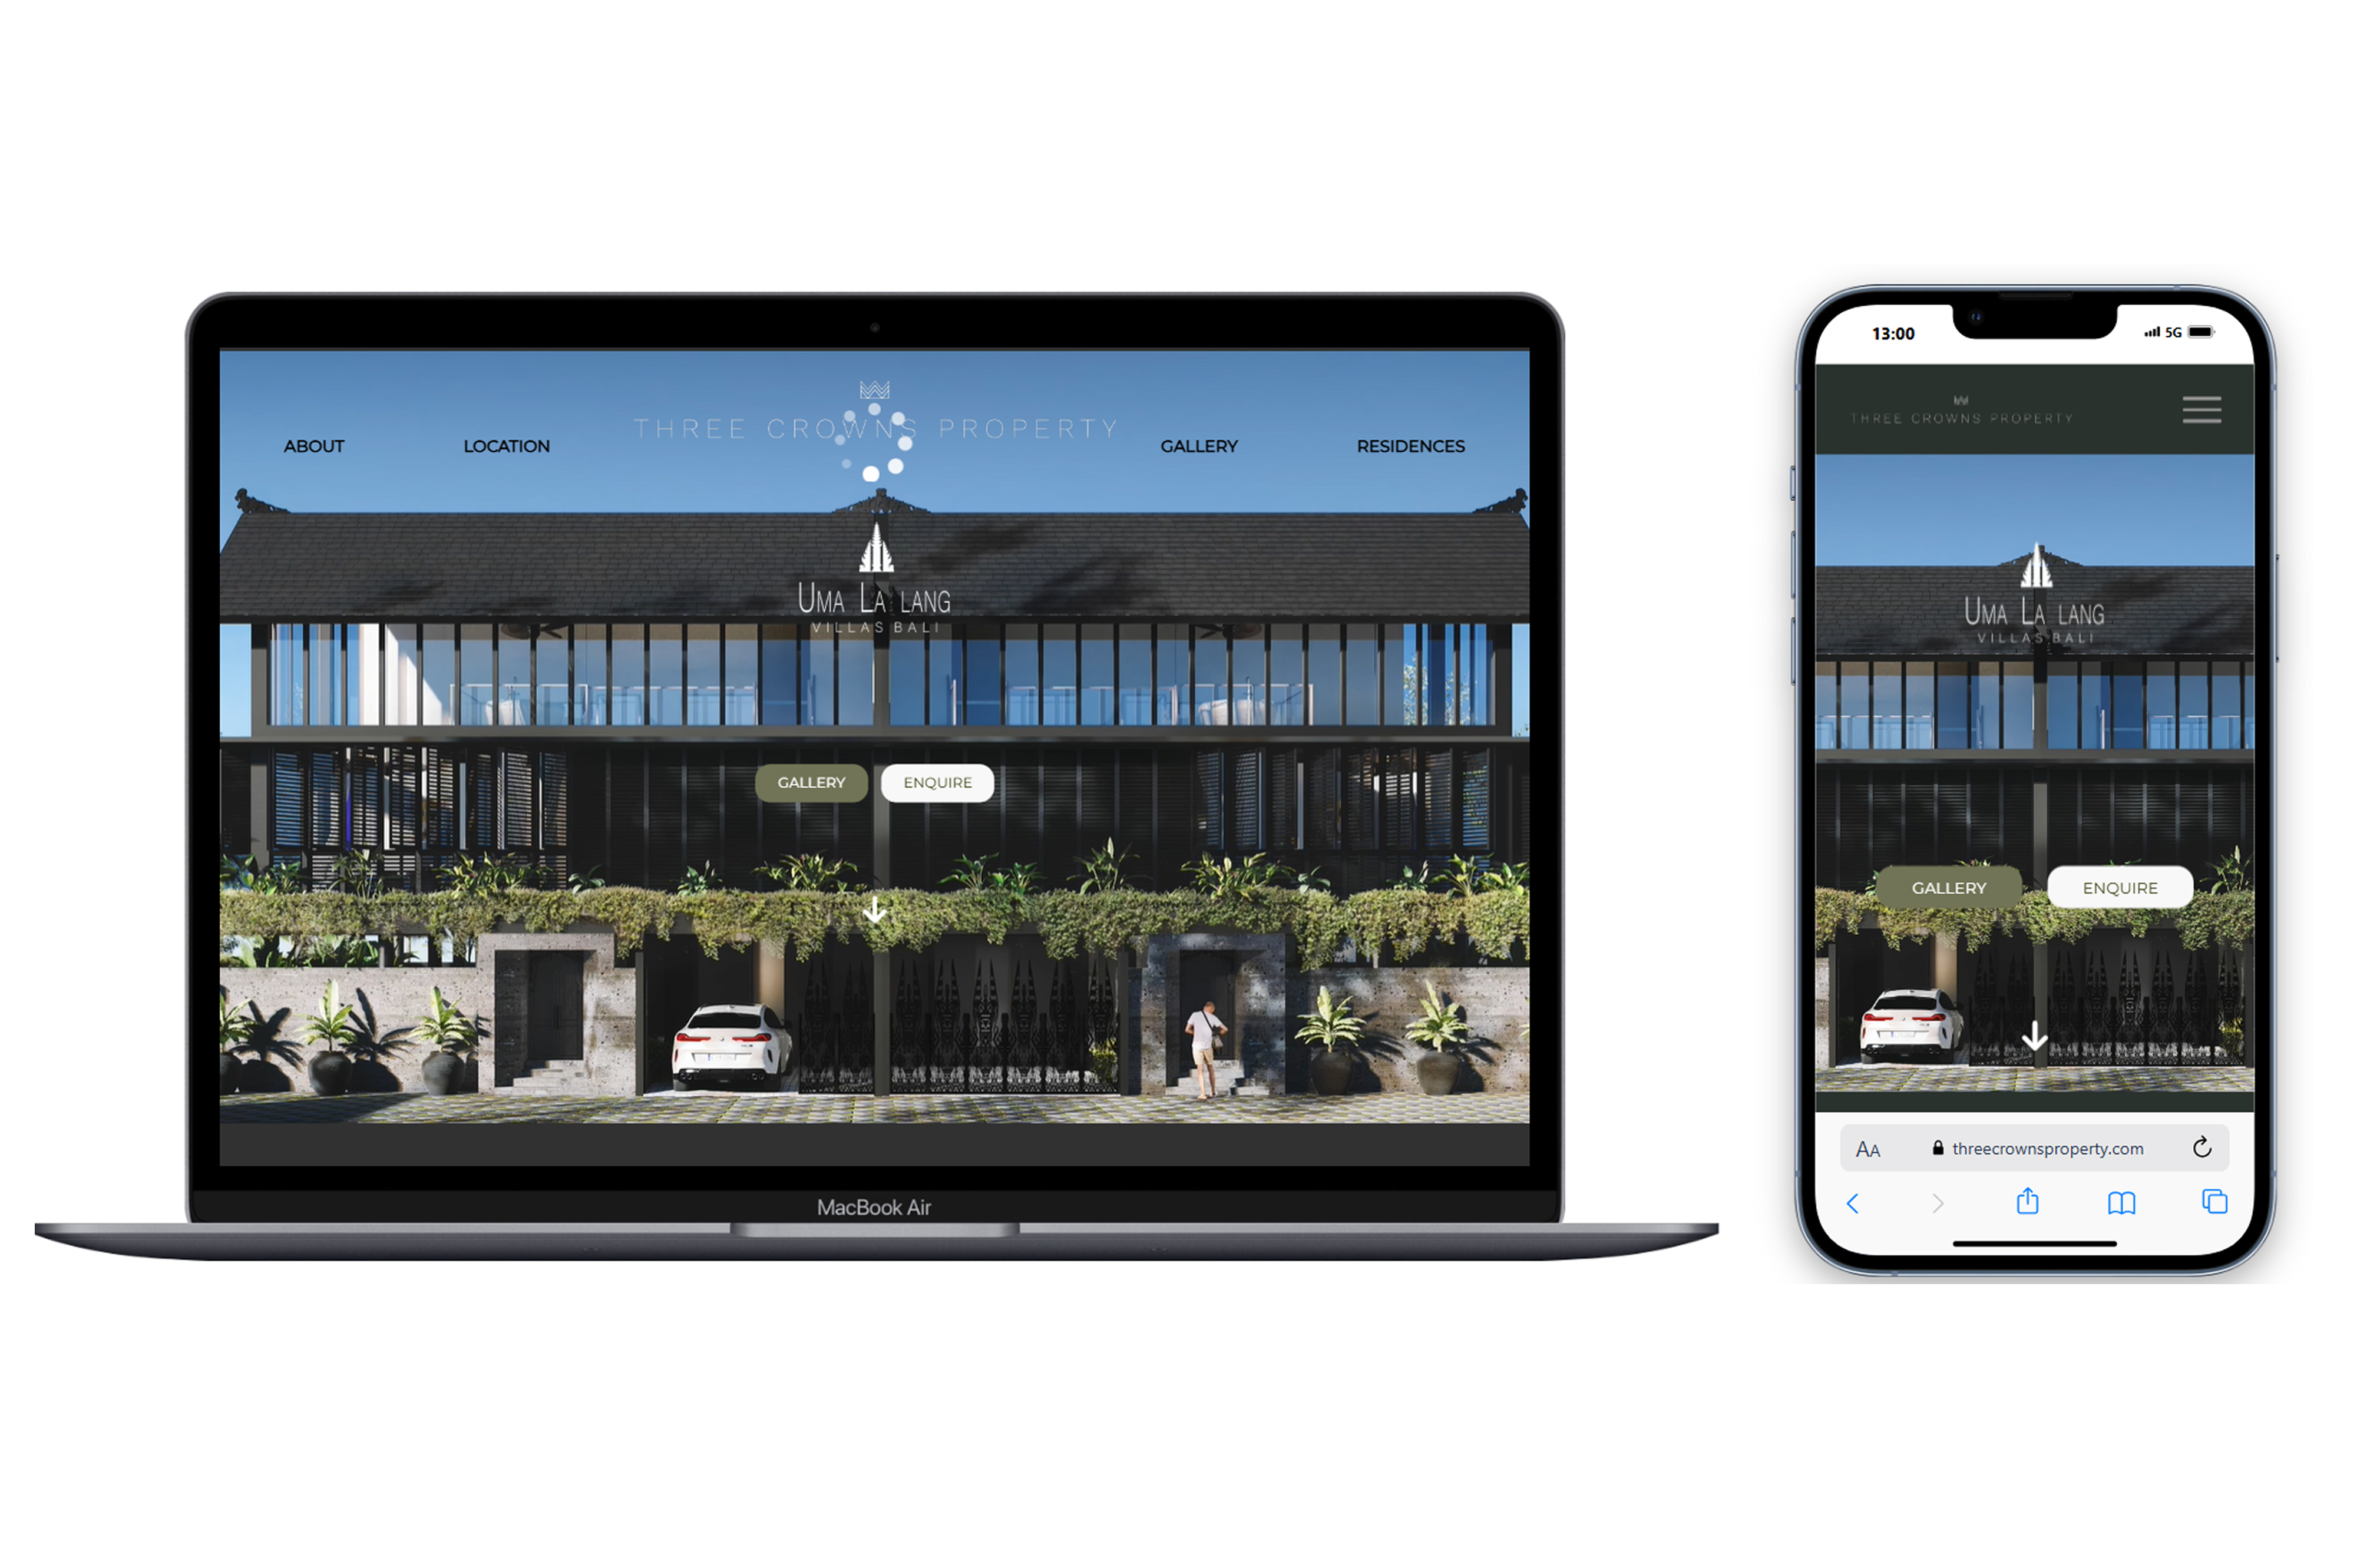 THREE CROWNS PROPERTY
ABOUT
LOCATION
GALLERY
RESIDENCES
UMA LA LANG
VILLAS BALI
GALLERY
ENQUIRE
MacBook Air
13:00
5G
THREE CROWNS PROPERTY
UMA LA LANG
VILLAS BALI
GALLERY
ENQUIRE
AA
threecrownsproperty.com